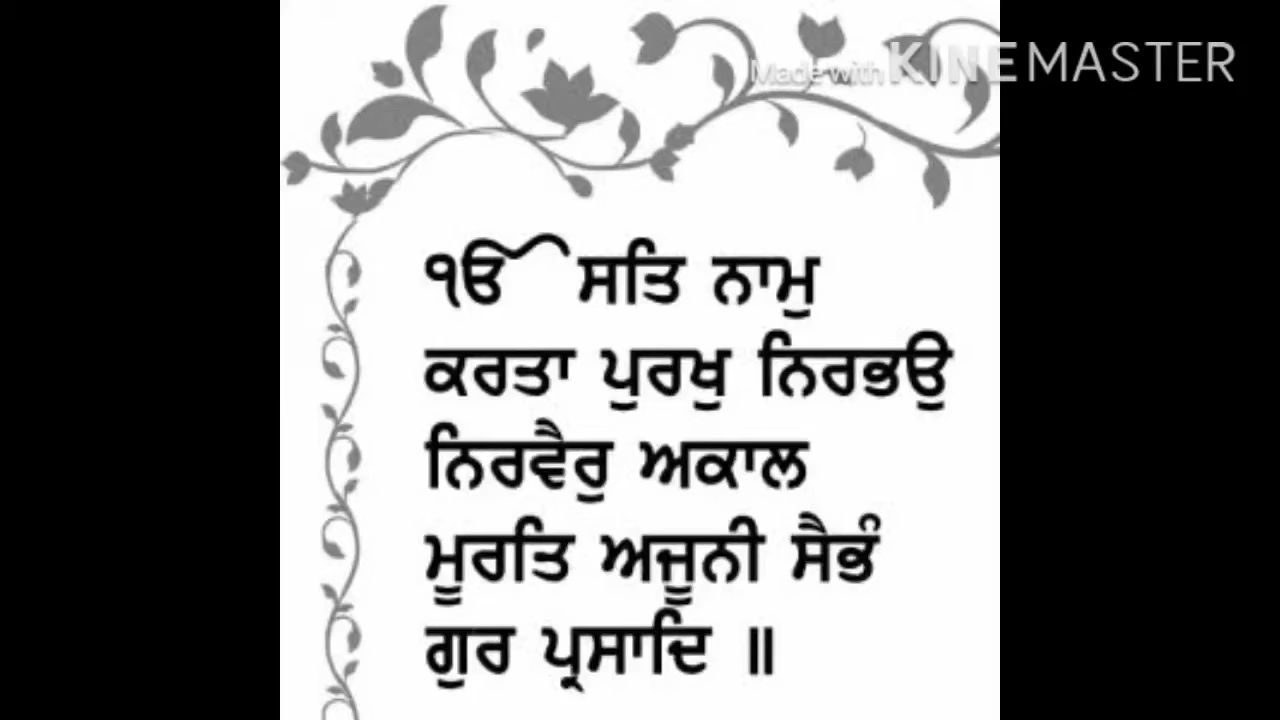 Made with KINEMASTER
ੴ ਸਤਿ ਨਾਮੁ
ਕਰਤਾ ਪੁਰਖੁ ਨਿਰਭਉ
ਨਿਰਵੈਰੁ ਅਕਾਲ
ਮੂਰਤਿ ਅਜੂਨੀ ਸੈਭੰ
ਗੁਰ ਪ੍ਰਸਾਦਿ ॥